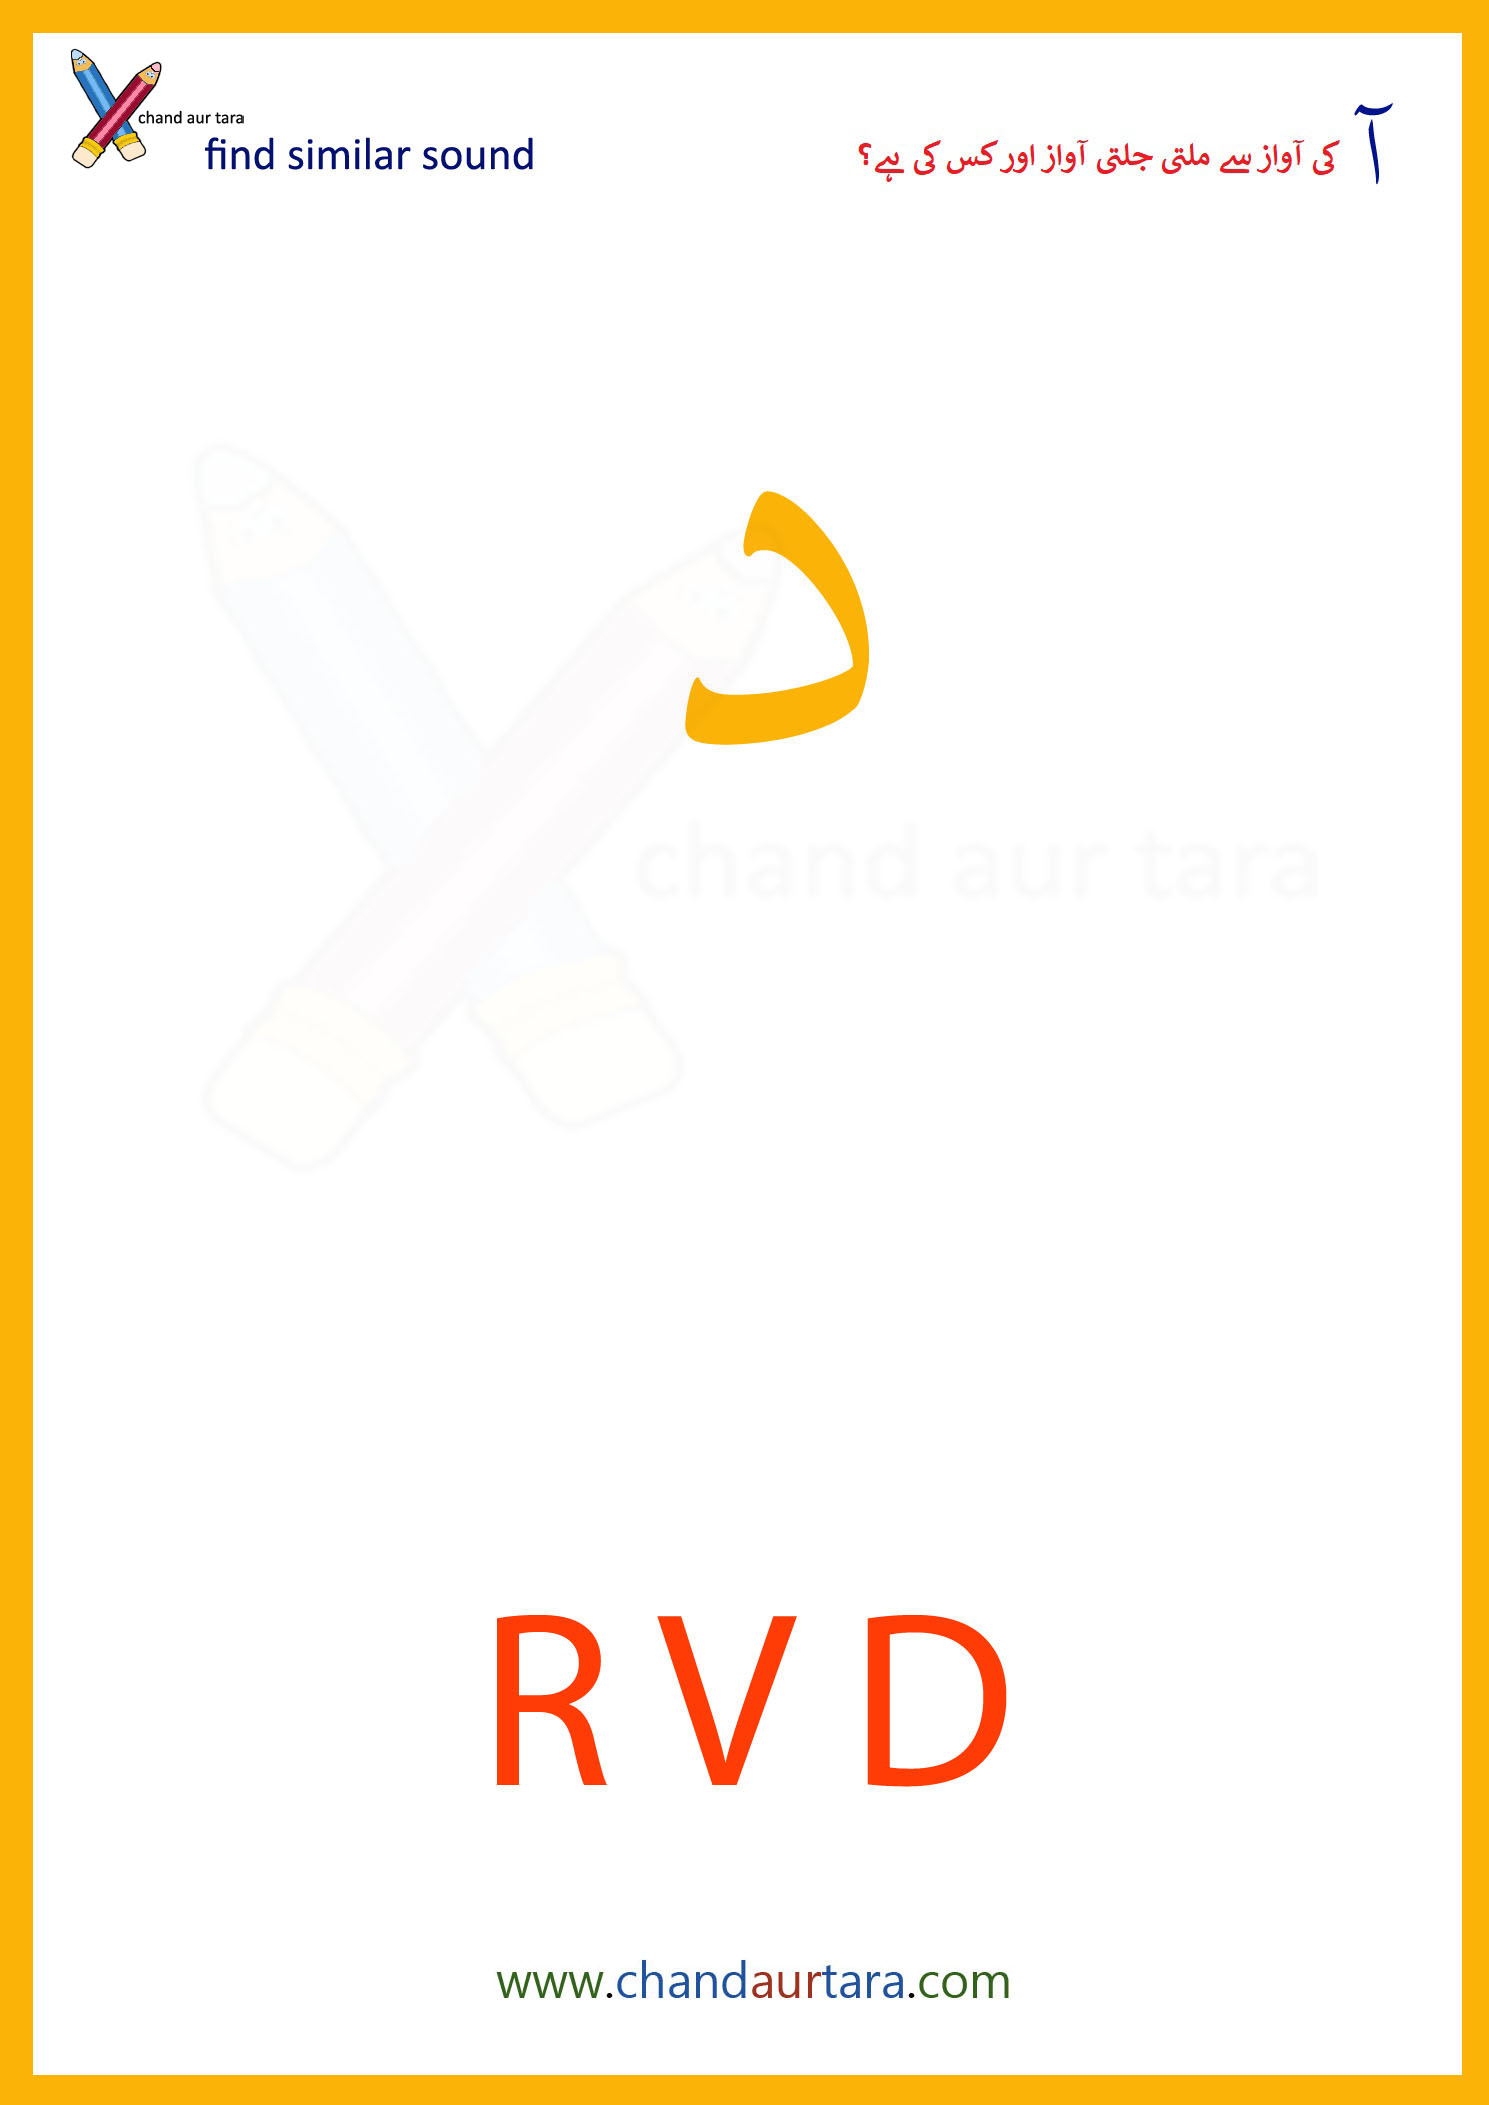 chand aur tara
find similar sound
آ کی آواز سے ملتی جلتی آواز اور کس کی ہے؟
د
chand aur tara
R V D
www.chandaurtara.com